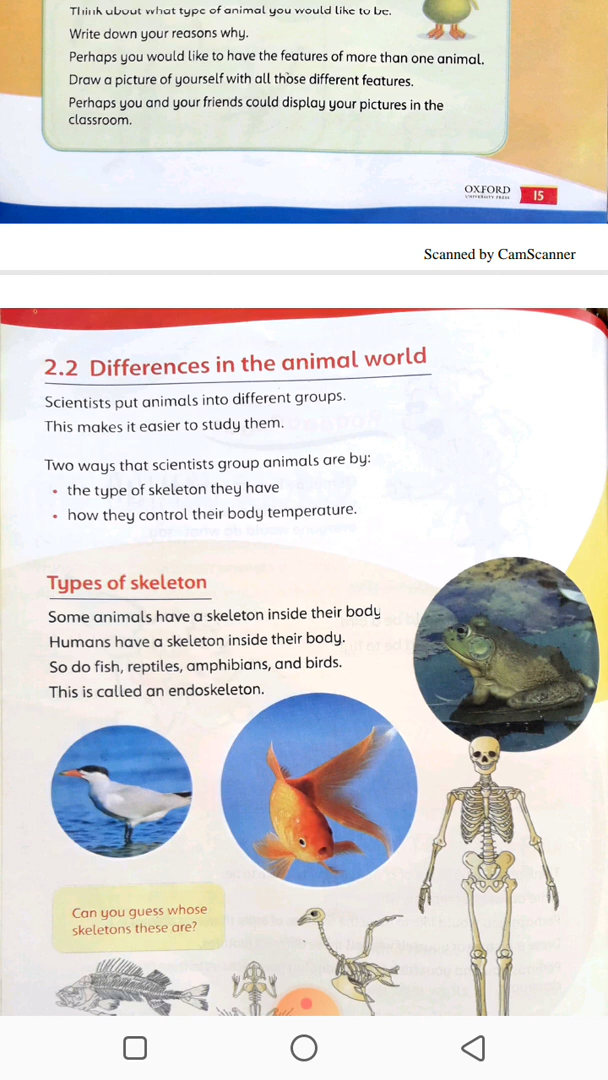 Think about what type of animal you would like to be.
Write down your reasons why.
Perhaps you would like to have the features of more than one animal.
Draw a picture of yourself with all those different features.
Perhaps you and your friends could display your pictures in the
classroom.
OXFORD
UNIVERSITY PRESS
15
Scanned by CamScanner
2.2 Differences in the animal world
Scientists put animals into different groups.
This makes it easier to study them.
Two ways that scientists group animals are by:
• the type of skeleton they have
• how they control their body temperature.
Types of skeleton
Some animals have a skeleton inside their body
Humans have a skeleton inside their body.
So do fish, reptiles, amphibians, and birds.
This is called an endoskeleton.
Can you guess whose
skeletons these are?